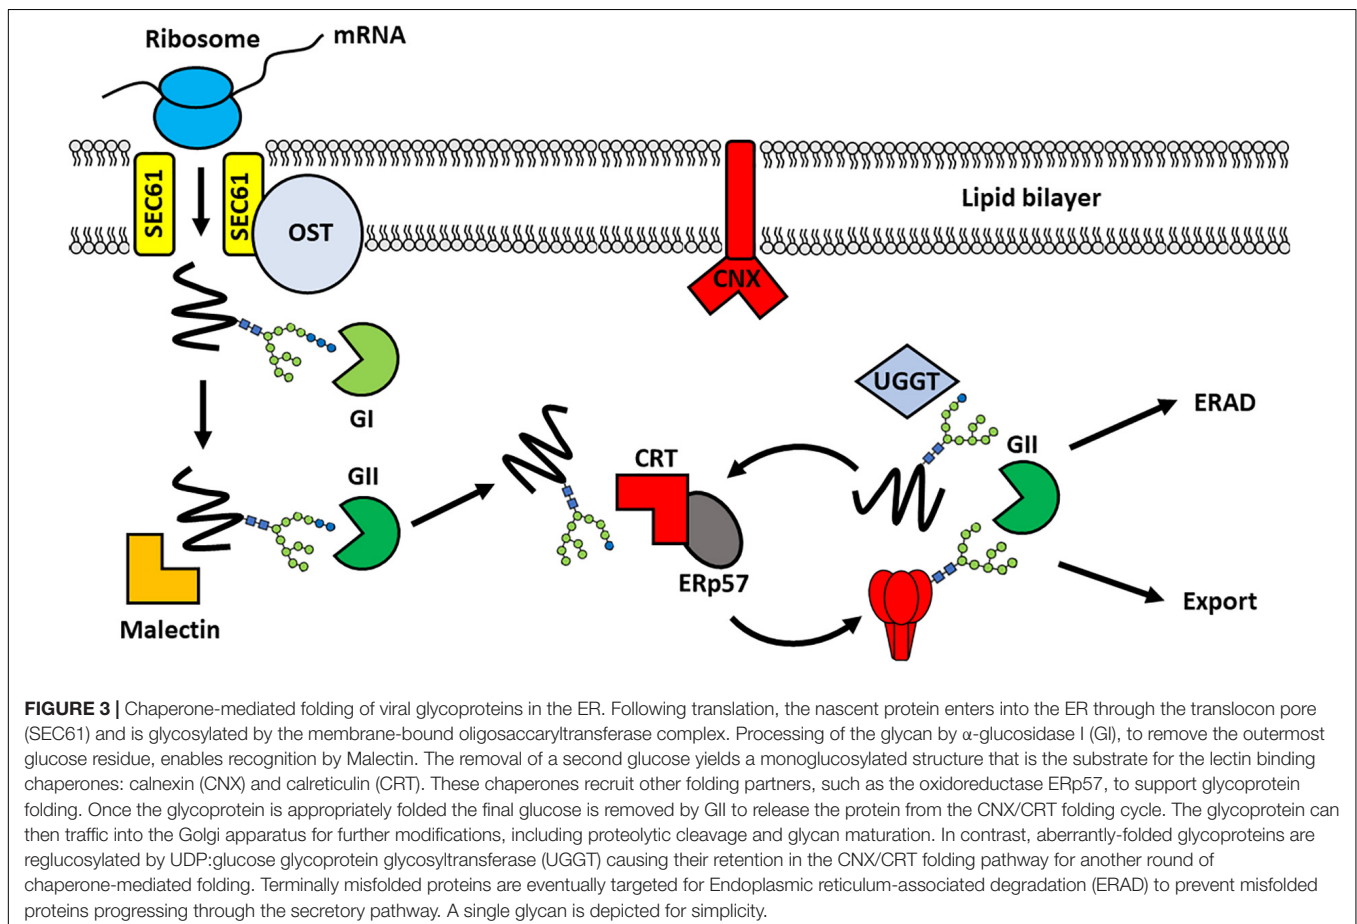 Ribosome
mRNA
SEC61
SEC61
OST
Lipid bilayer
CNX
GI
UGGT
ERAD
GII
GII
CRT
ERp57
Malectin
Export
FIGURE 3 | Chaperone-mediated folding of viral glycoproteins in the ER. Following translation, the nascent protein enters into the ER through the translocon pore
(SEC61) and is glycosylated by the membrane-bound oligosaccaryltransferase complex. Processing of the glycan by α-glucosidase I (GI), to remove the outermost
glucose residue, enables recognition by Malectin. The removal of a second glucose yields a monoglucosylated structure that is the substrate for the lectin binding
chaperones: calnexin (CNX) and calreticulin (CRT). These chaperones recruit other folding partners, such as the oxidoreductase ERp57, to support glycoprotein
folding. Once the glycoprotein is appropriately folded the final glucose is removed by GII to release the protein from the CNX/CRT folding cycle. The glycoprotein can
then traffic into the Golgi apparatus for further modifications, including proteolytic cleavage and glycan maturation. In contrast, aberrantly-folded glycoproteins are
reglucosylated by UDP:glucose glycoprotein glycosyltransferase (UGGT) causing their retention in the CNX/CRT folding pathway for another round of
chaperone-mediated folding. Terminally misfolded proteins are eventually targeted for Endoplasmic reticulum-associated degradation (ERAD) to prevent misfolded
proteins progressing through the secretory pathway. A single glycan is depicted for simplicity.